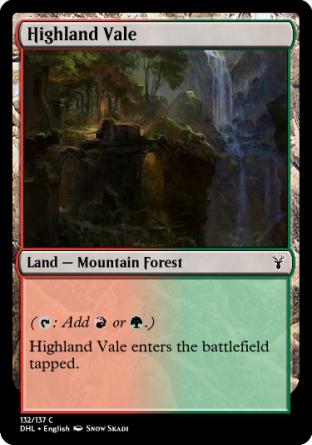 Highland Vale
Land — Mountain Forest
(: Add or .)
Highland Vale enters the battlefield
tapped.
132/137 C
DHL • English Snow Skadi